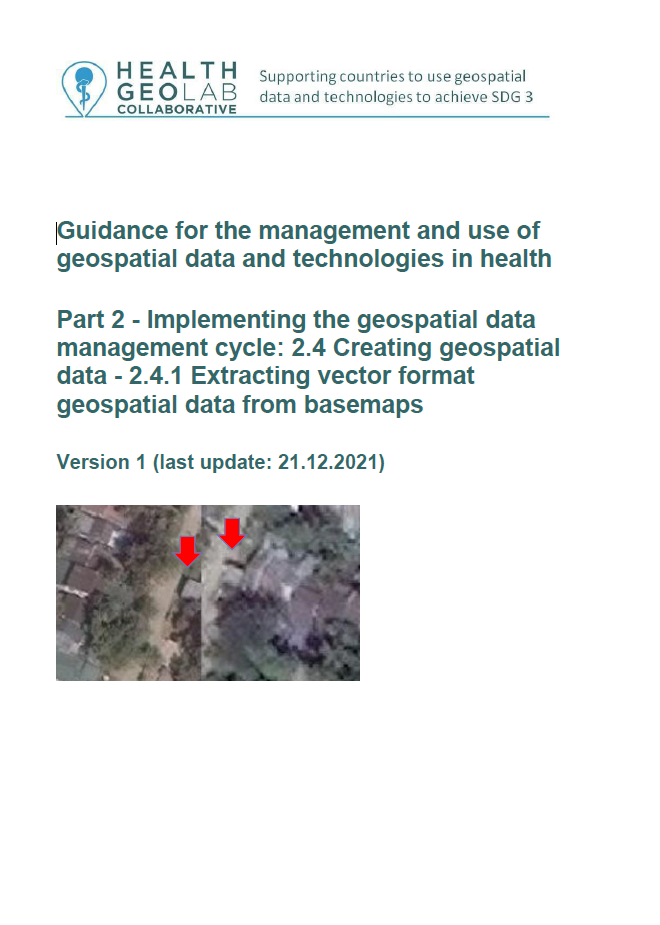 HEALTH
GEOLAB
COLLABORATIVE
Supporting countries to use geospatial
data and technologies to achieve SDG 3
Guidance for the management and use of
geospatial data and technologies in health
Part 2 - Implementing the geospatial data
management cycle: 2.4 Creating geospatial
data - 2.4.1 Extracting vector format
geospatial data from basemaps
Version 1 (last update: 21.12.2021)